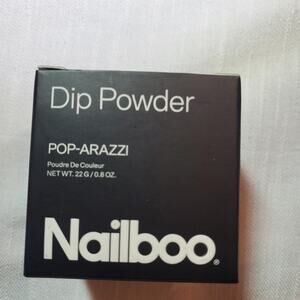 Dip Powder
POP-ARAZZI
Poudre De Couleur
NET WT. 22 G / 0.8 OZ.
Nailboo®